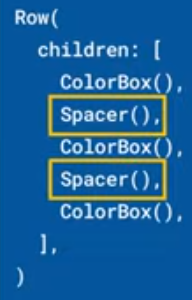 Row(
children: [
ColorBox(),
Spacer(),
ColorBox(),
Spacer(),
ColorBox(),
],
)